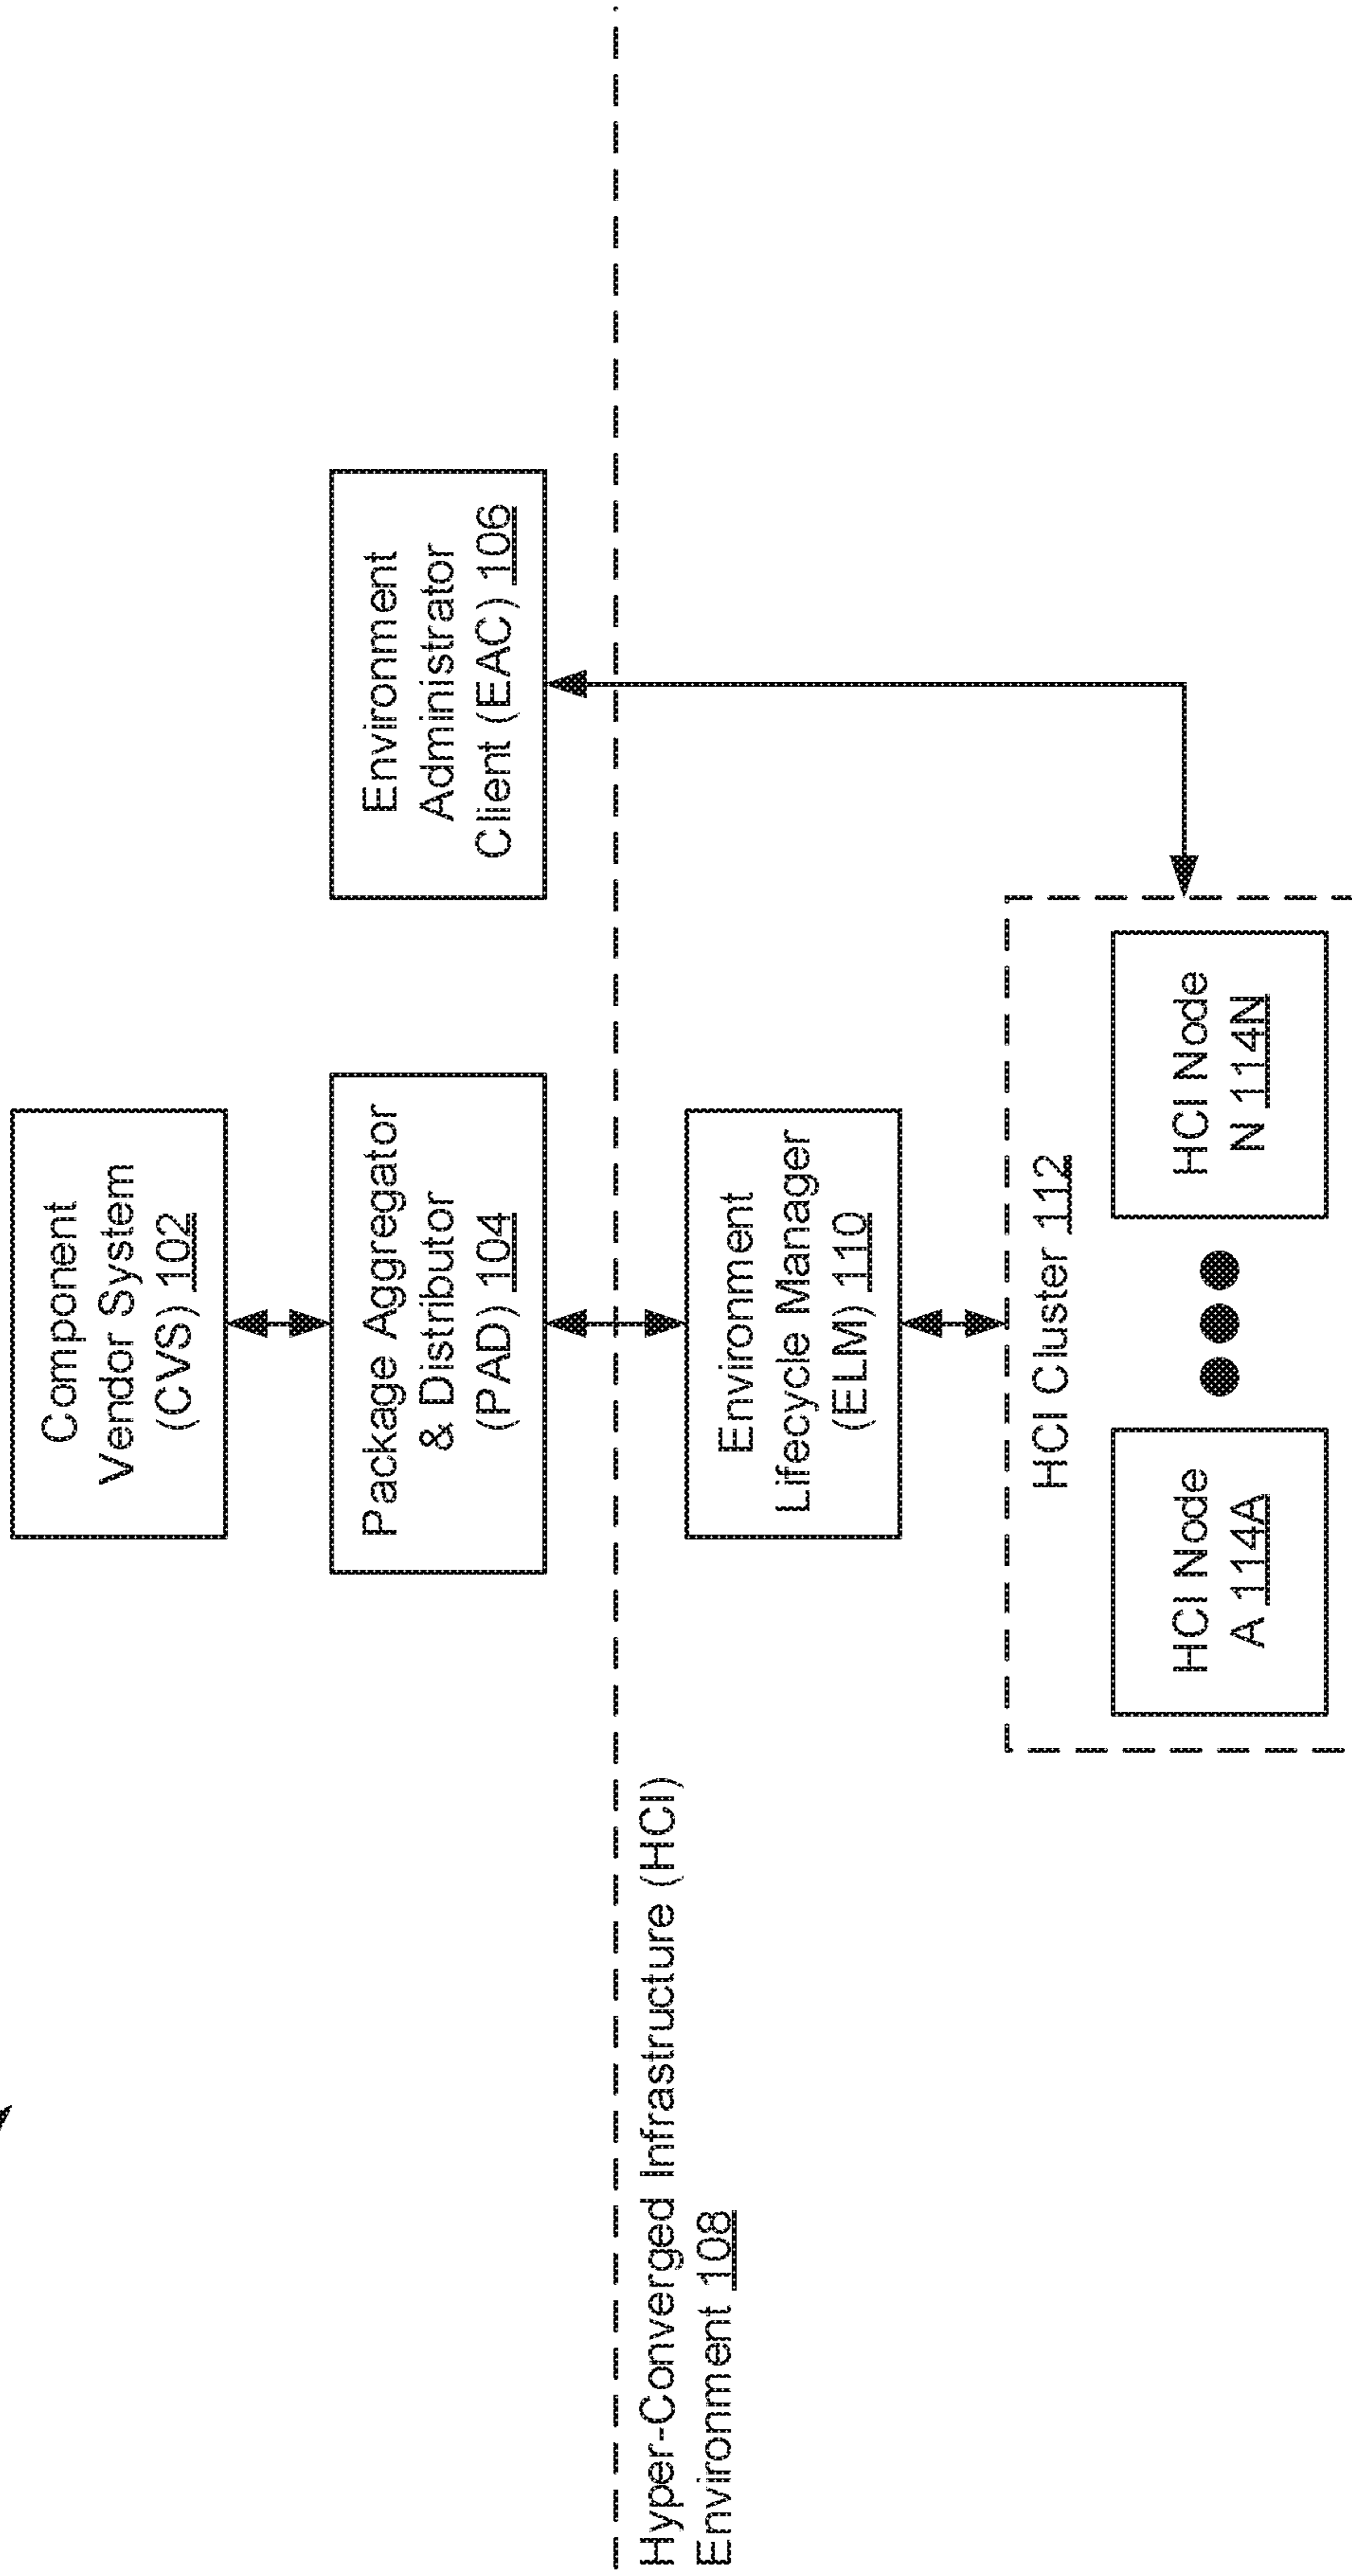 Component
Vendor System
(CVS) 102
Package Aggregator
& Distributor
(PAD) 104
Environment
Administrator
Client (EAC) 106
Hyper-Converged Infrastructure (HCI)
Environment 108
Environment
Lifecycle Manager
(ELM) 110
HCI Cluster 112
HCI Node
A 114A
HCI Node
N 114N